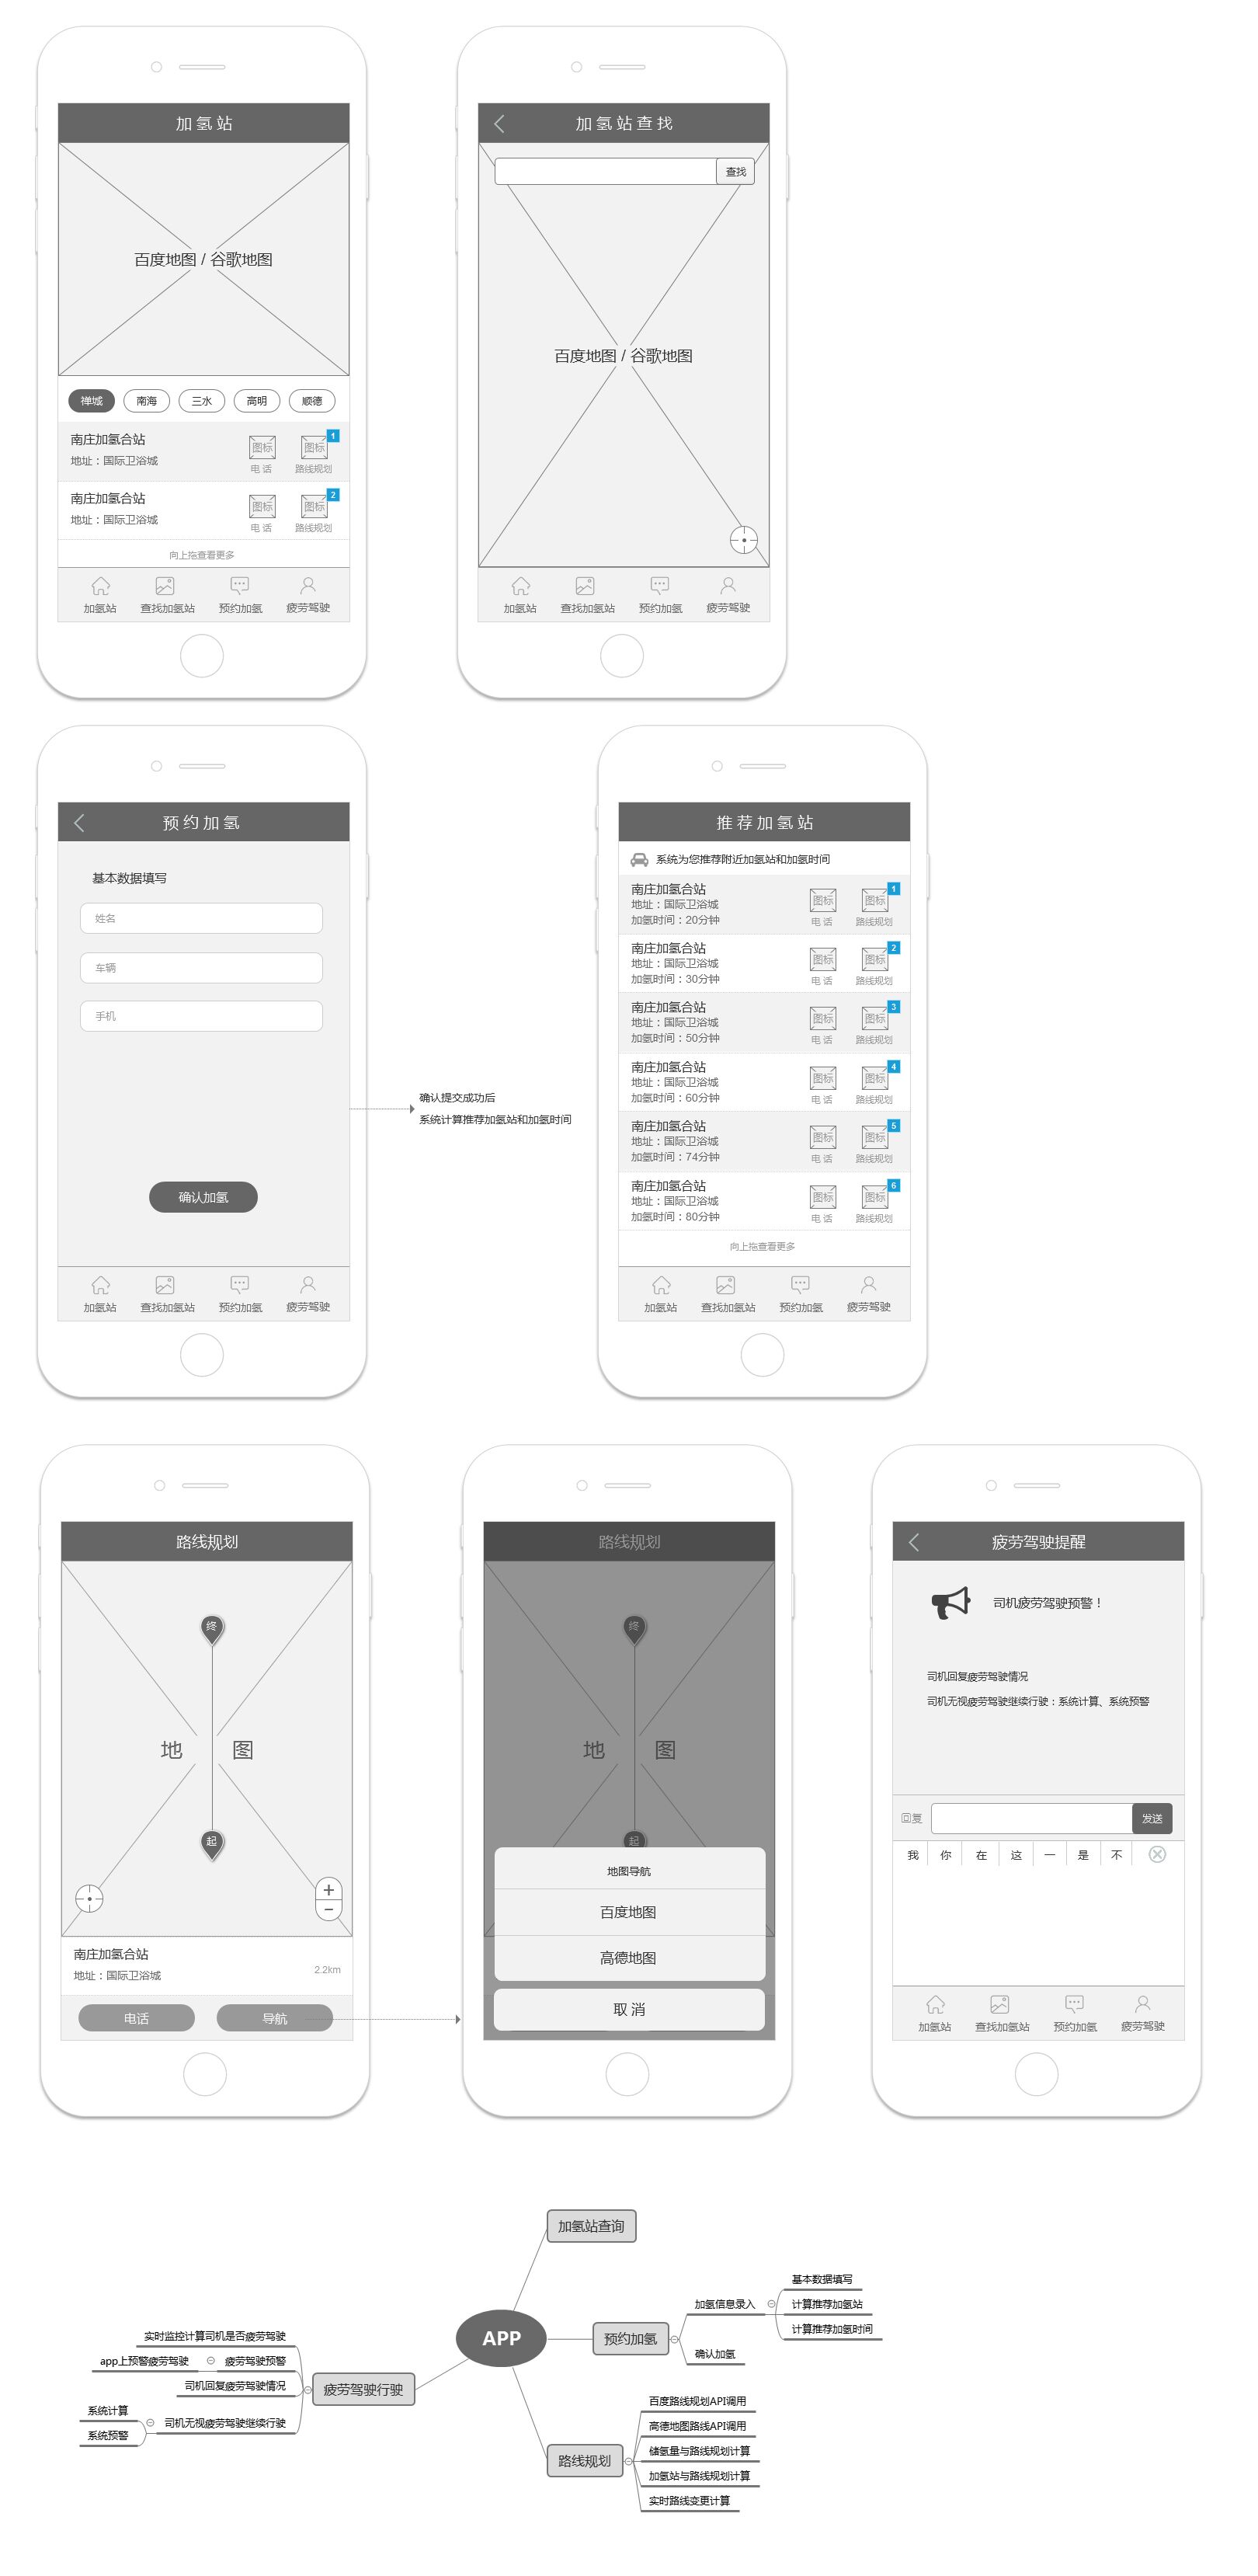 加氢站
百度地图 / 谷歌地图
禅城 南海 三水 高明 顺德
南庄加氢合站
地址：国际卫浴城
图标 电话
图标 1 路线规划
南庄加氢合站
地址：国际卫浴城
图标 电话
图标 2 路线规划
向上拖查看更多
加氢站 查找加氢站 预约加氢 疲劳驾驶
加氢站查找
查找
百度地图 / 谷歌地图
加氢站 查找加氢站 预约加氢 疲劳驾驶
预约加氢
基本数据填写
姓名
车辆
手机
确认加氢
加氢站 查找加氢站 预约加氢 疲劳驾驶
确认提交成功后
系统计算推荐加氢站和加氢时间
推荐加氢站
系统为您推荐附近加氢站和加氢时间
南庄加氢合站
地址：国际卫浴城
加氢时间：20分钟
图标 电话
图标 1 路线规划
南庄加氢合站
地址：国际卫浴城
加氢时间：30分钟
图标 电话
图标 2 路线规划
南庄加氢合站
地址：国际卫浴城
加氢时间：50分钟
图标 电话
图标 3 路线规划
南庄加氢合站
地址：国际卫浴城
加氢时间：60分钟
图标 电话
图标 4 路线规划
南庄加氢合站
地址：国际卫浴城
加氢时间：74分钟
图标 电话
图标 5 路线规划
南庄加氢合站
地址：国际卫浴城
加氢时间：80分钟
图标 电话
图标 6 路线规划
向上拖查看更多
加氢站 查找加氢站 预约加氢 疲劳驾驶
路线规划
终
地 图
起
+
−
南庄加氢合站
地址：国际卫浴城
2.2km
电话 导航
路线规划
终
地 图
起
地图导航
百度地图
高德地图
取 消
疲劳驾驶提醒
司机疲劳驾驶预警！
司机回复疲劳驾驶情况
司机无视疲劳驾驶继续行驶：系统计算、系统预警
回复 发送
我 你 在 这 一 是 不
加氢站 查找加氢站 预约加氢 疲劳驾驶
APP
加氢站查询
预约加氢
加氢信息录入
基本数据填写
计算推荐加氢站
计算推荐加氢时间
确认加氢
路线规划
百度路线规划API调用
高德地图路线API调用
储氢量与路线规划计算
加氢站与路线规划计算
实时路线变更计算
疲劳驾驶行驶
实时监控计算司机是否疲劳驾驶
疲劳驾驶预警
app上预警疲劳驾驶
司机回复疲劳驾驶情况
司机无视疲劳驾驶继续行驶
系统计算
系统预警